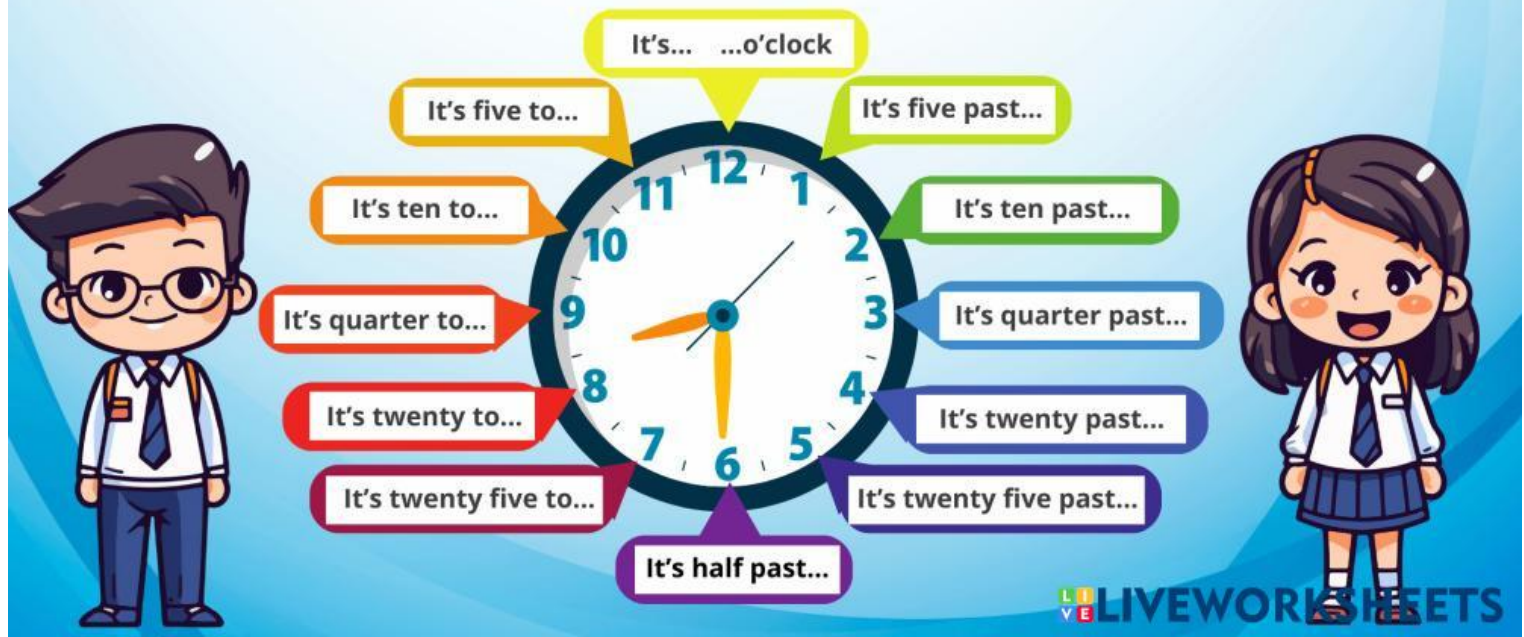 It's... ...o'clock
It's five to...
It's five past...
11
12
1
It's ten to...
10
2
It's ten past...
It's quarter to...
9
3
It's quarter past...
8
4
It's twenty to...
It's twenty past...
7
6
5
It's twenty five to...
It's twenty five past...
It's half past...
LIVE LIVEWORKSHEETS